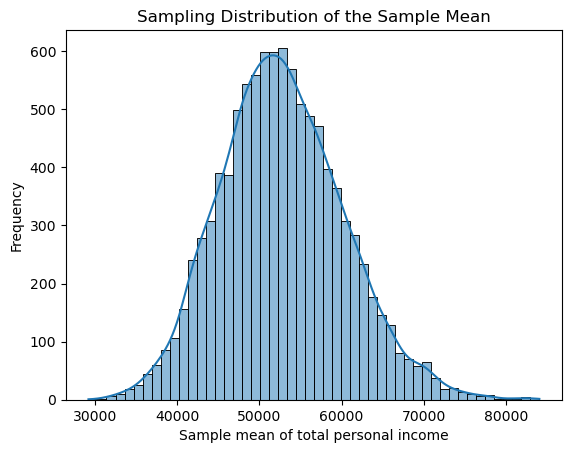 Sampling Distribution of the Sample Mean
600
500
400
300
200
100
0
Frequency
30000 40000 50000 60000 70000 80000
Sample mean of total personal income